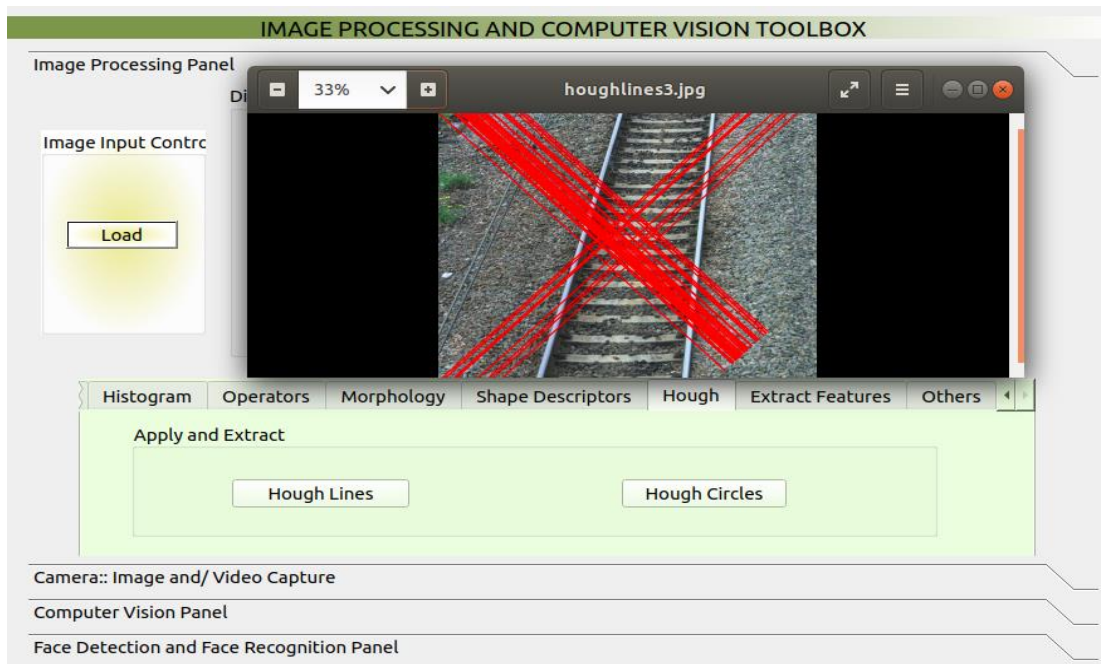 IMAGE PROCESSING AND COMPUTER VISION TOOLBOX
Image Processing Panel
Di
33%
houghlines3.jpg
Image Input Contro
Load
Histogram Operators Morphology Shape Descriptors Hough Extract Features Others
Apply and Extract
Hough Lines Hough Circles
Camera:: Image and/ Video Capture
Computer Vision Panel
Face Detection and Face Recognition Panel